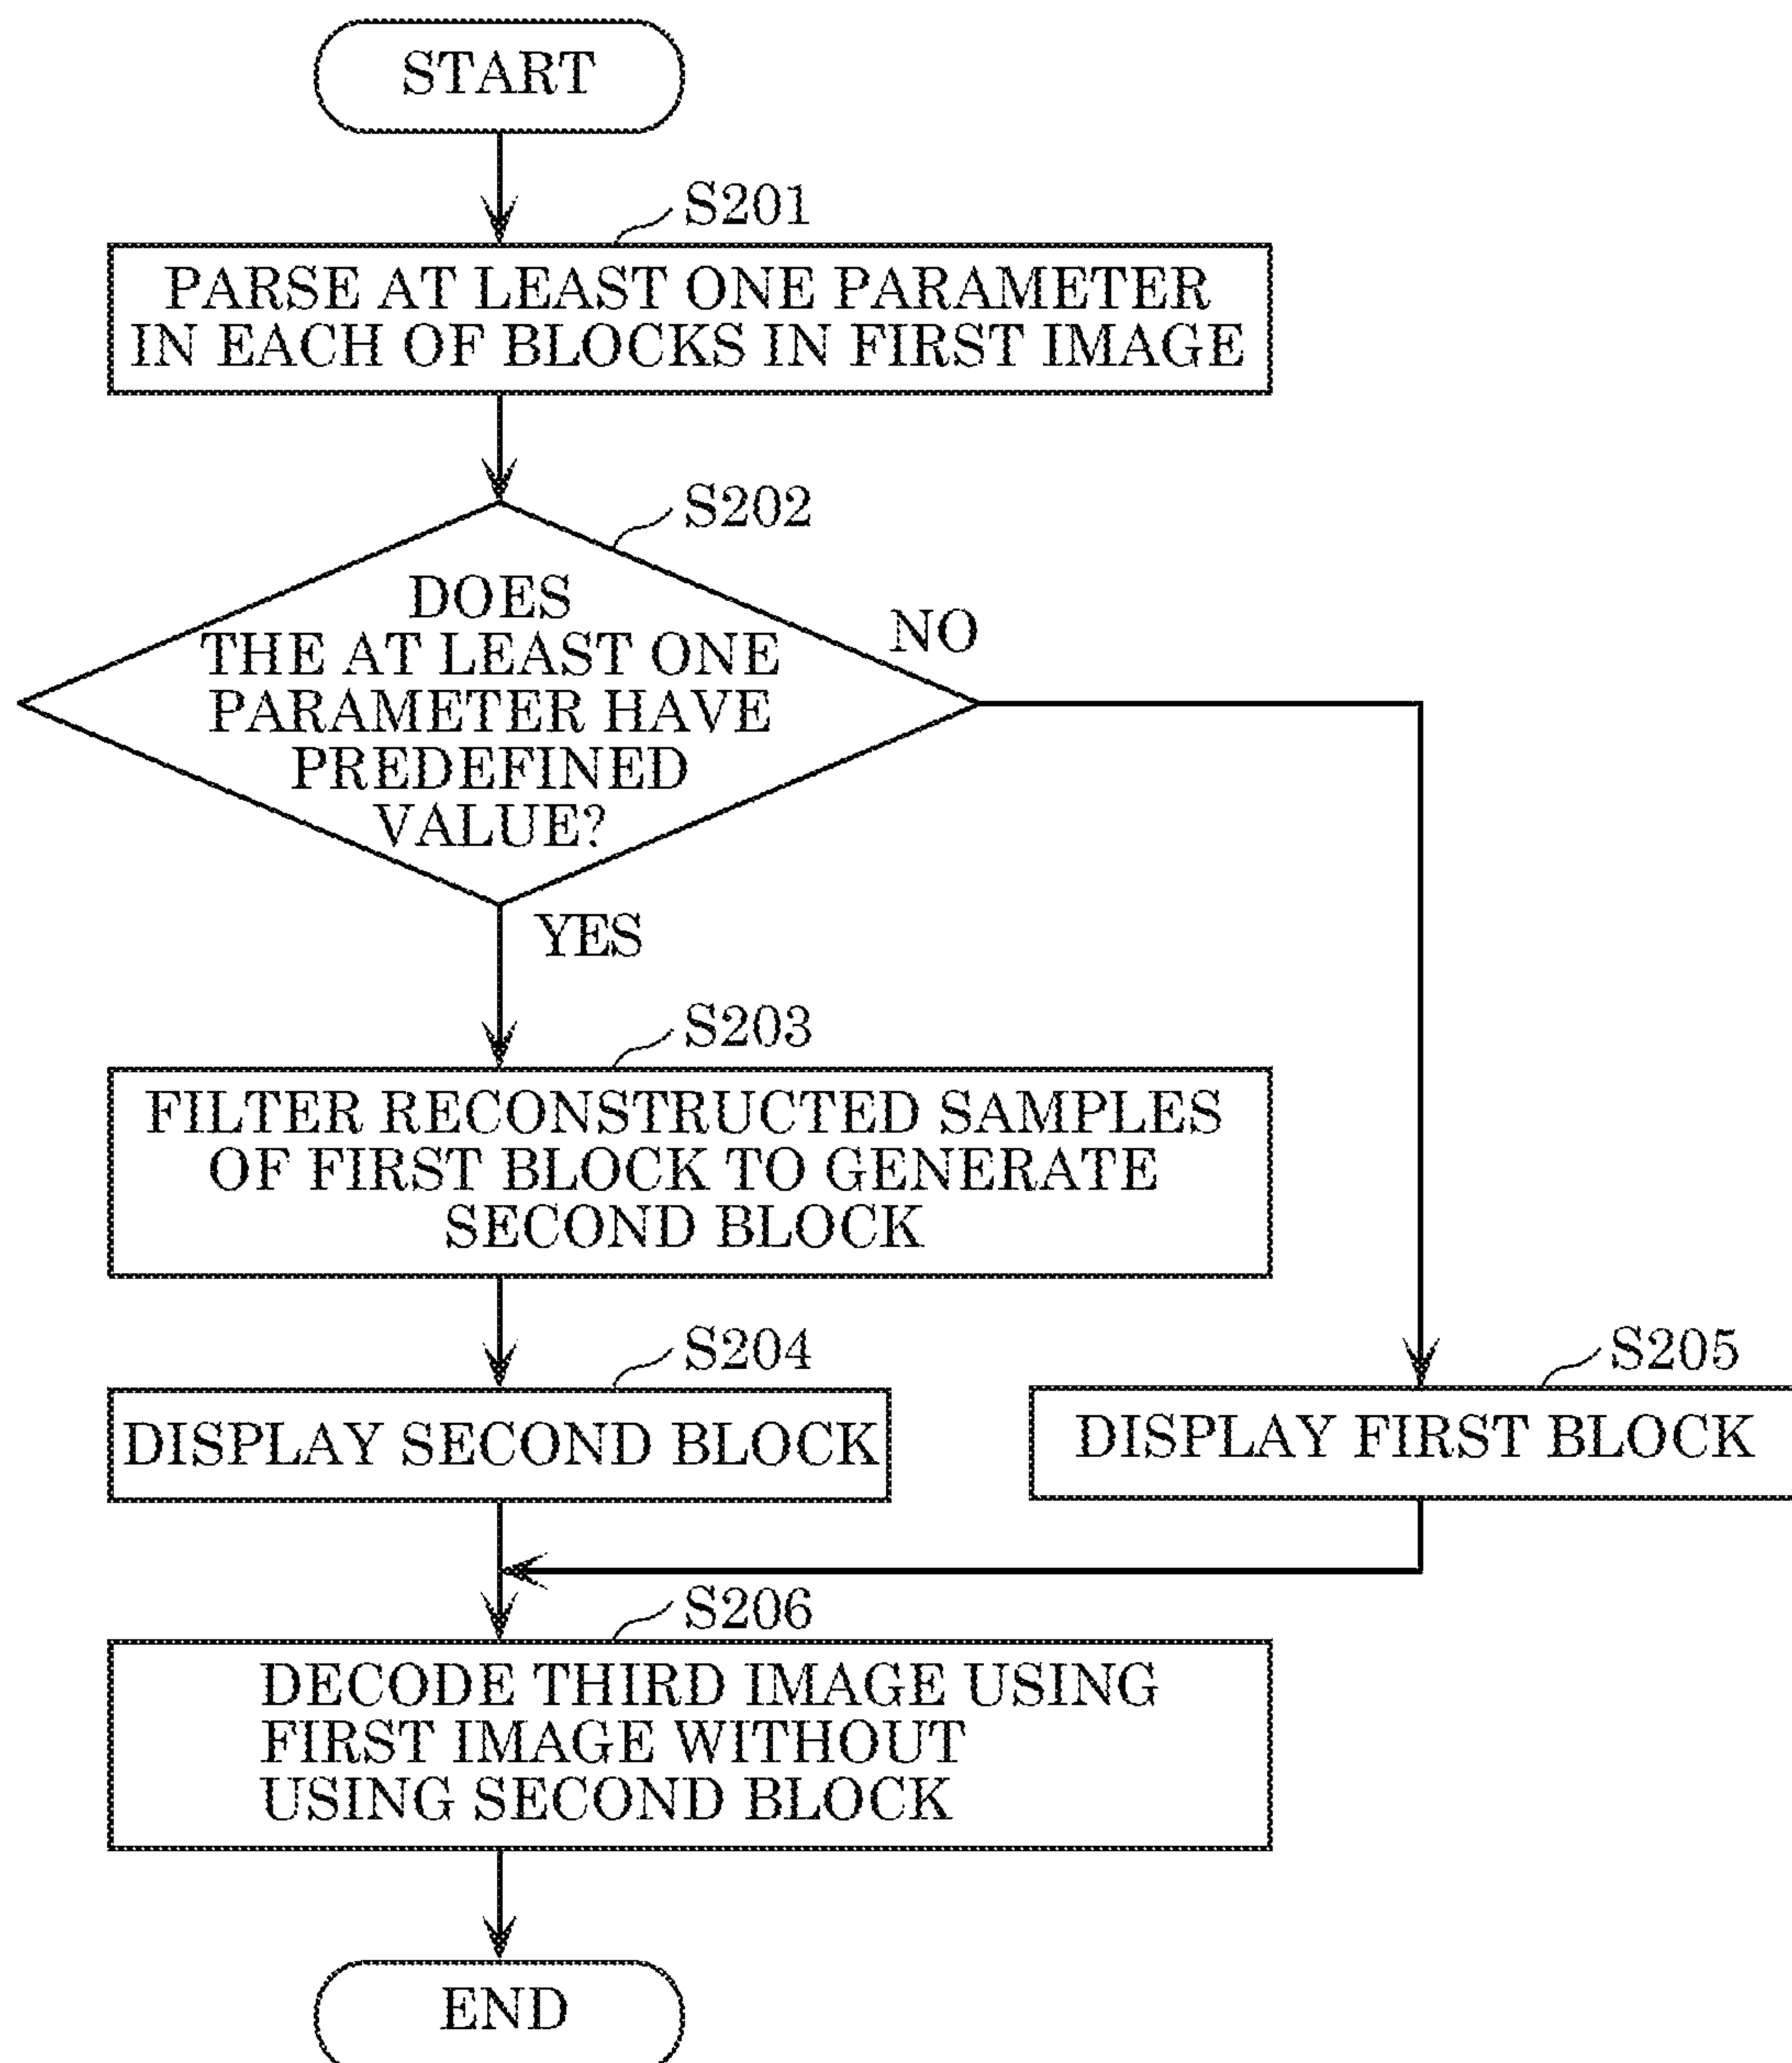 START
S201
PARSE AT LEAST ONE PARAMETER
IN EACH OF BLOCKS IN FIRST IMAGE
S202
DOES
THE AT LEAST ONE
PARAMETER HAVE
PREDEFINED
VALUE?
NO
YES
S203
FILTER RECONSTRUCTED SAMPLES
OF FIRST BLOCK TO GENERATE
SECOND BLOCK
S204
DISPLAY SECOND BLOCK
S205
DISPLAY FIRST BLOCK
S206
DECODE THIRD IMAGE USING
FIRST IMAGE WITHOUT
USING SECOND BLOCK
END